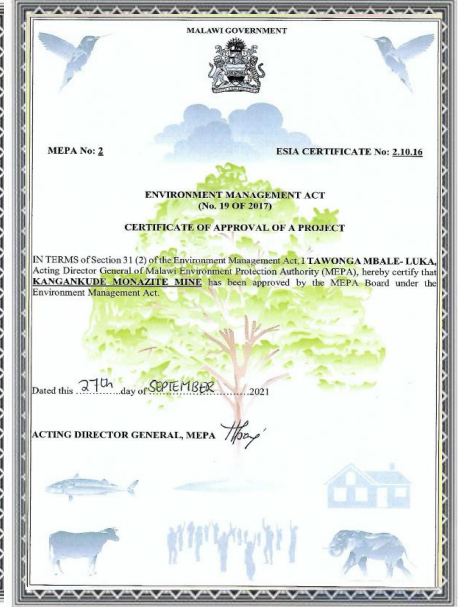 MALAWI GOVERNMENT
MEPA No: 2 ESIA CERTIFICATE No: 2.10.16
ENVIRONMENT MANAGEMENT ACT
(No. 19 OF 2017)
CERTIFICATE OF APPROVAL OF A PROJECT
IN TERMS of Section 31 (2) of the Environment Management Act, I TAWONGA MBALE- LUKA,
Acting Director General of Malawi Environment Protection Authority (MEPA), hereby certify that
KANGANKUDE MONAZITE MINE has been approved by the MEPA Board under the
Environment Management Act.
Dated this 27th day of SEPTEMBER 2021
ACTING DIRECTOR GENERAL, MEPA